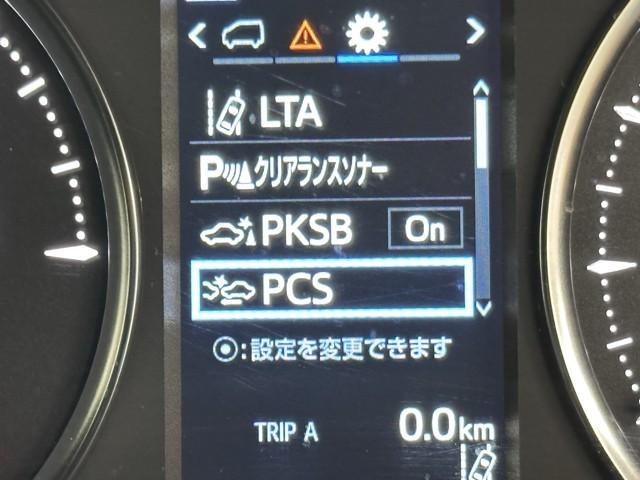 LTA
Pクリアランスソナー
PKSB On
PCS
⦿:設定を変更できます
TRIP A 0.0km